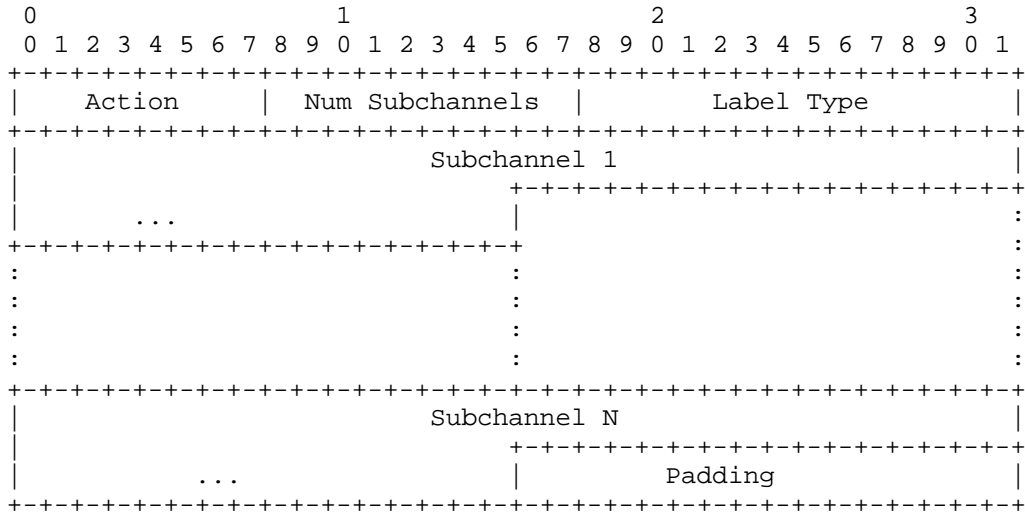 0                   1                   2                   3
 0 1 2 3 4 5 6 7 8 9 0 1 2 3 4 5 6 7 8 9 0 1 2 3 4 5 6 7 8 9 0 1
+-+-+-+-+-+-+-+-+-+-+-+-+-+-+-+-+-+-+-+-+-+-+-+-+-+-+-+-+-+-+-+-+
|    Action     | Num Subchannels   |        Label Type         |
+-+-+-+-+-+-+-+-+-+-+-+-+-+-+-+-+-+-+-+-+-+-+-+-+-+-+-+-+-+-+-+-+
|                          Subchannel 1                         |
|                               +-+-+-+-+-+-+-+-+-+-+-+-+-+-+-+-+
|       ...                     |                               :
+-+-+-+-+-+-+-+-+-+-+-+-+-+-+-+-+                               :
:                               :                               :
:                               :                               :
:                               :                               :
:                               :                               :
+-+-+-+-+-+-+-+-+-+-+-+-+-+-+-+-+-+-+-+-+-+-+-+-+-+-+-+-+-+-+-+-+
|                          Subchannel N                         |
|                               +-+-+-+-+-+-+-+-+-+-+-+-+-+-+-+-+
|           ...                 |         Padding               |
+-+-+-+-+-+-+-+-+-+-+-+-+-+-+-+-+-+-+-+-+-+-+-+-+-+-+-+-+-+-+-+-+